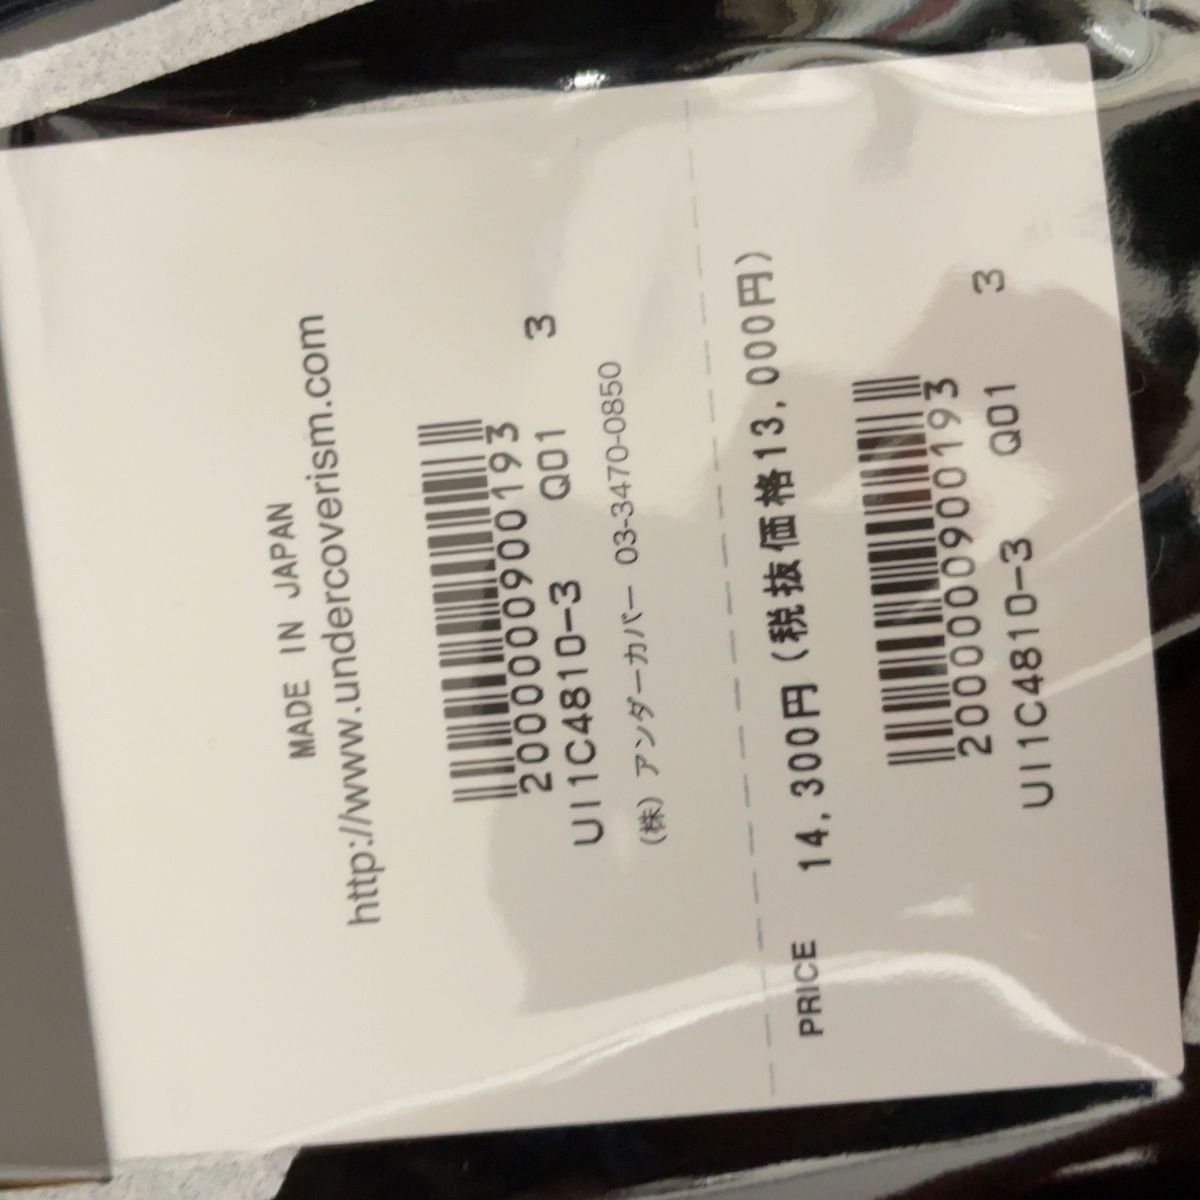 MADE IN JAPAN
http://www.undercoverism.com
2000000900193
UI1C4810-3 Q01 3
(株) アンダーカバー 03-3470-0850
PRICE 14,300円(税抜価格13,000円)
2000000900193
UI1C4810-3 Q01 3